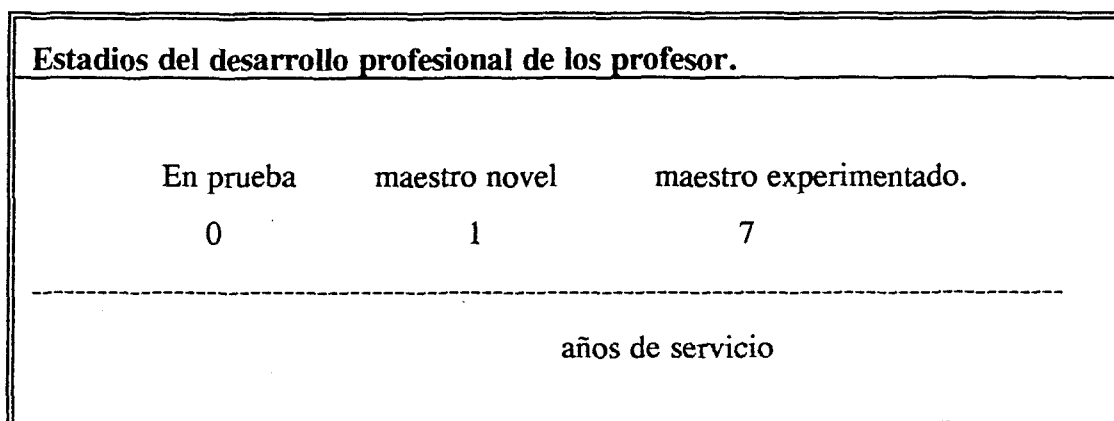 Estadios del desarrollo profesional de los profesor.
En prueba maestro novel maestro experimentado.
0 1 7
años de servicio